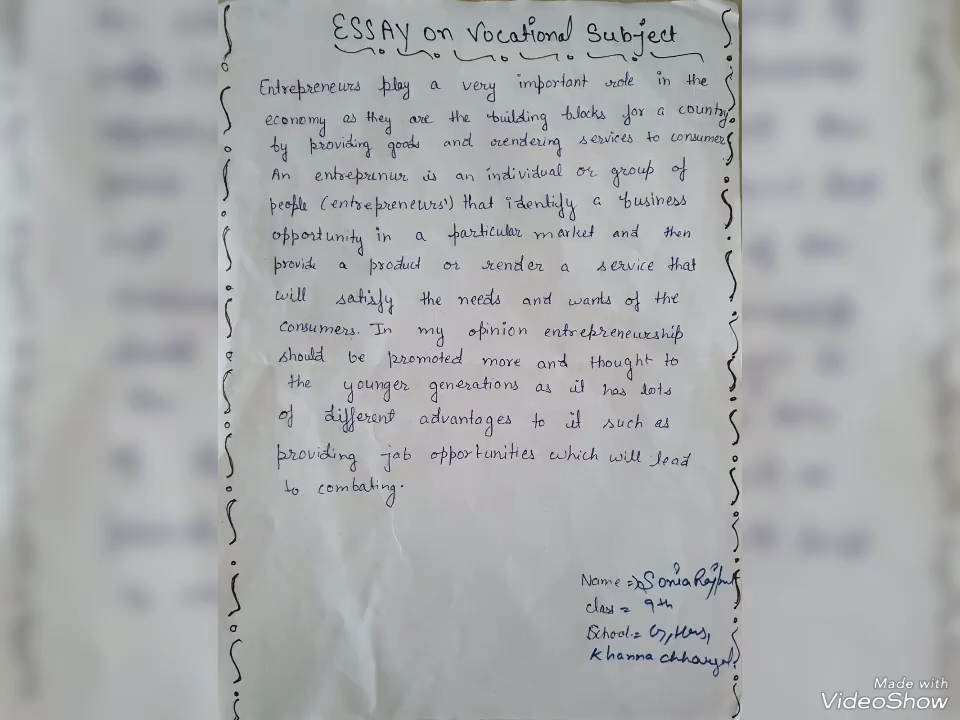 ESSAY on Vocational Subject
Entrepreneurs play a very important role in the
economy as they are the building blocks for a country
by providing goods and rendering services to consumer
An entreprenur is an individual or group of
people (entrepreneurs') that identify a business
opportunity in a particular market and then
provide a product or render a service that
will satisfy the needs and wants of the
consumers. In my opinion entrepreneurship
should be promoted more and thought to
the younger generations as it has lots
of different advantages to it such as
providing job opportunities which will lead
to combating.
Name => Sonia Rajput
class = 9th
School =
Khanna
Made with
VideoShow